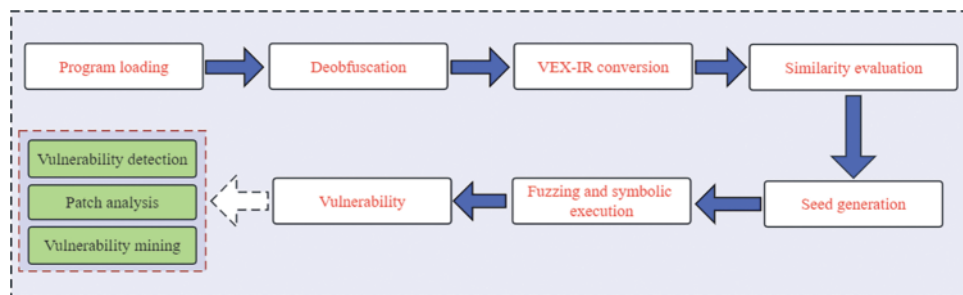 Program loading
Deobfuscation
VEX-IR conversion
Similarity evaluation
Vulnerability detection
Patch analysis
Vulnerability mining
Vulnerability
Fuzzing and symbolic
execution
Seed generation